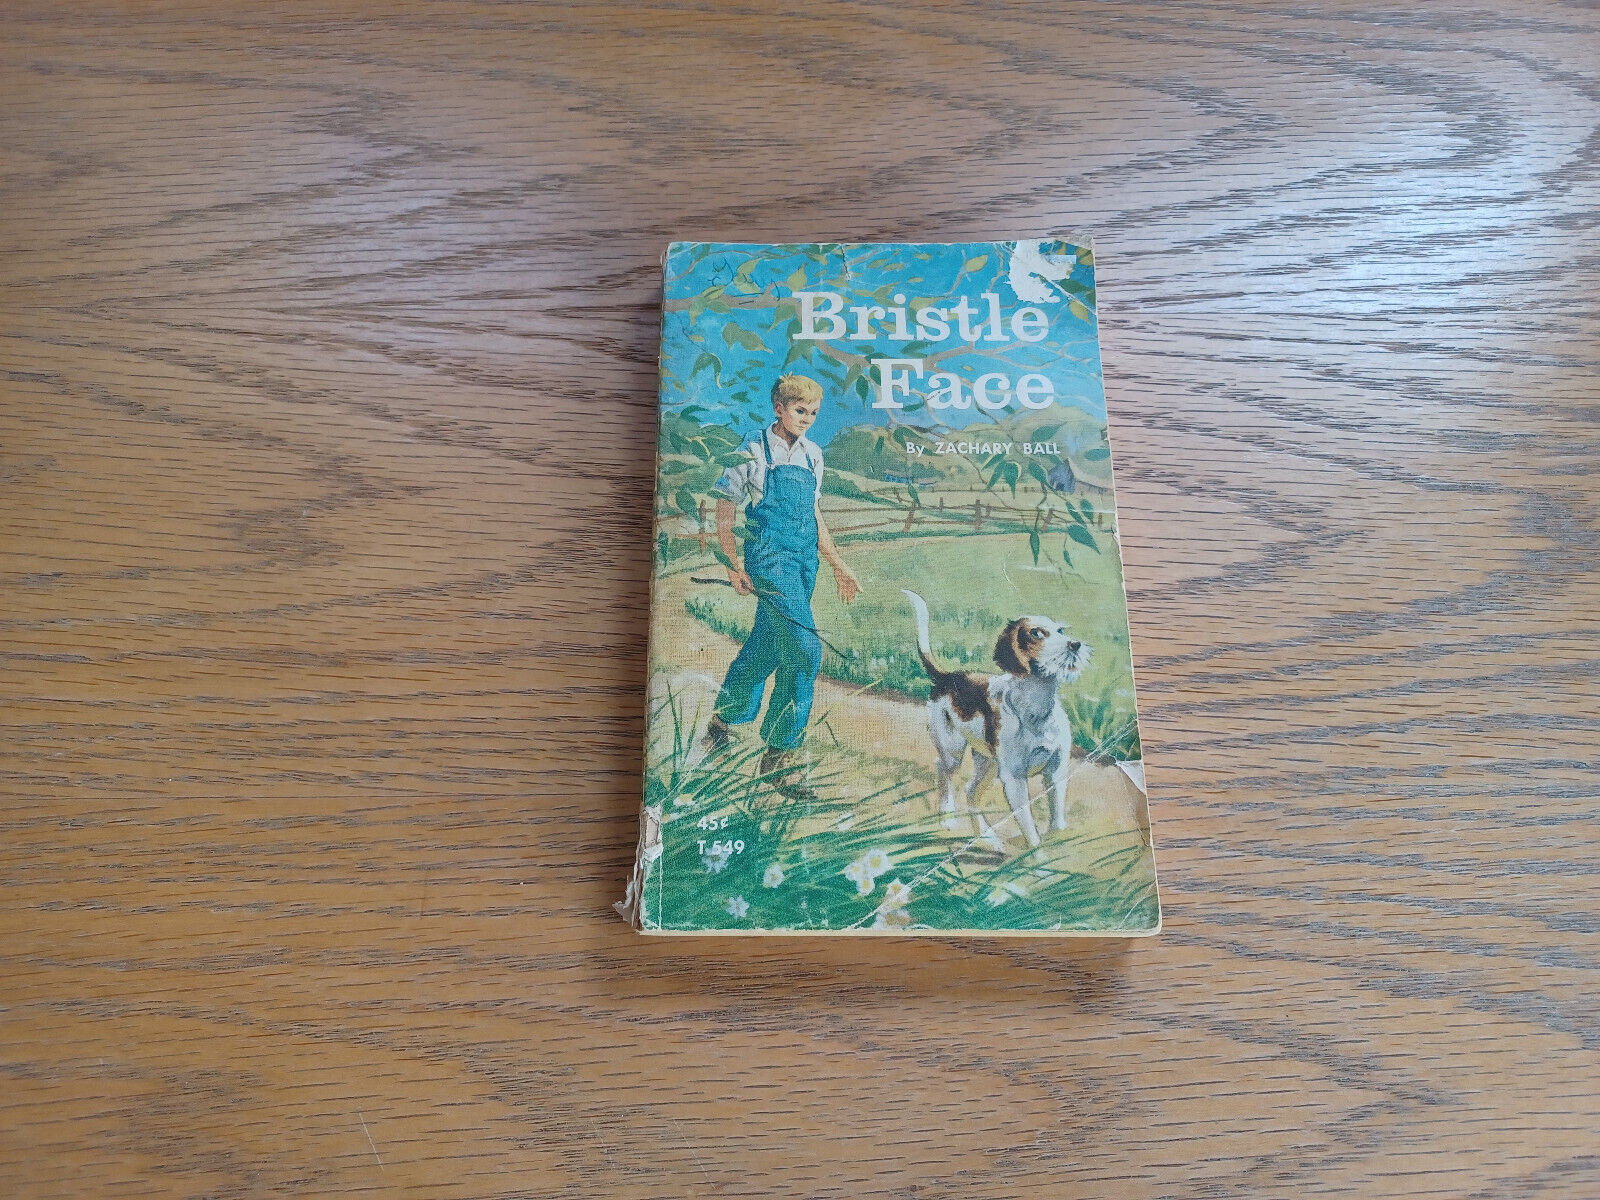 Bristle
Face
By ZACHARY BALL
45¢
T 549